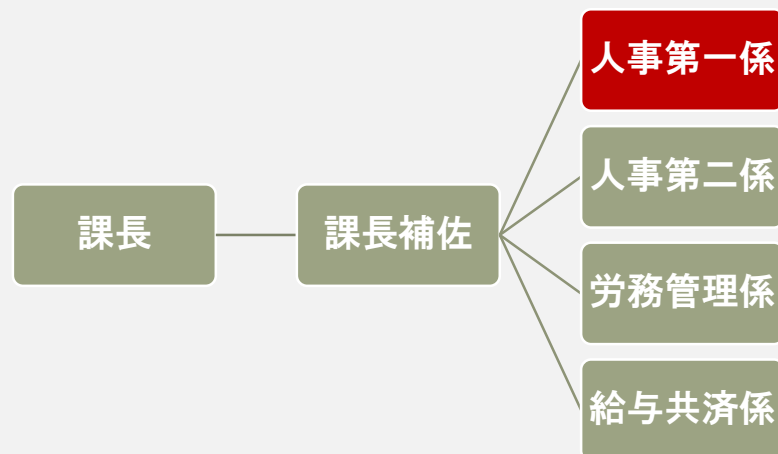 課長
課長補佐
人事第一係
人事第二係
労務管理係
給与共済係